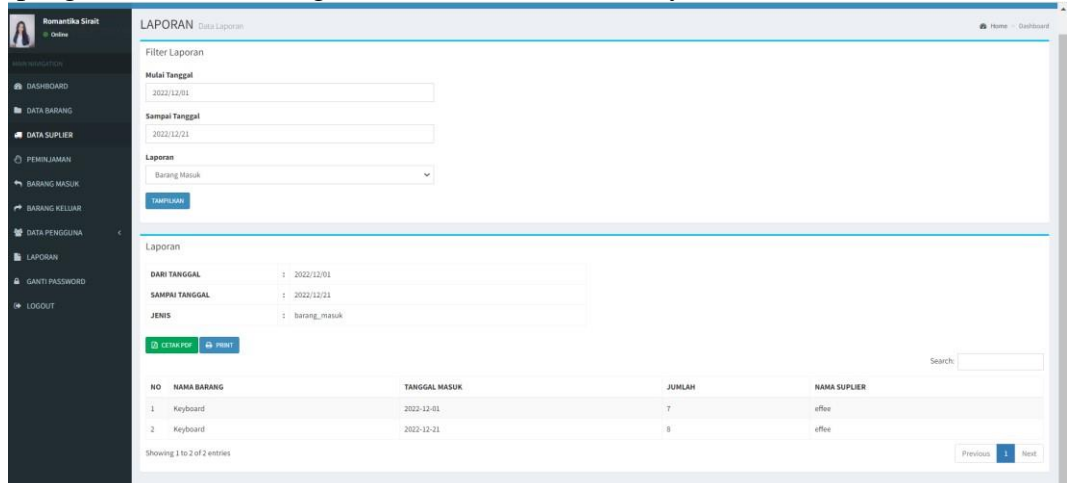 Romantika Sirait
Online
MAIN NAVIGATION
DASHBOARD
DATA BARANG
DATA SUPLIER
PEMINJAMAN
BARANG MASUK
BARANG KELUAR
DATA PENGGUNA <
LAPORAN
GANTI PASSWORD
LOGOUT
LAPORAN Data Laporan
Home > Dashboard
Filter Laporan
Mulai Tanggal
2022/12/01
Sampai Tanggal
2022/12/21
Laporan
Barang Masuk
TAMPILKAN
Laporan
DARI TANGGAL : 2022/12/01
SAMPAI TANGGAL : 2022/12/21
JENIS : barang_masuk
CETAK PDF PRINT
Search:
NO NAMA BARANG TANGGAL MASUK JUMLAH NAMA SUPLIER
1 Keyboard 2022-12-01 7 effee
2 Keyboard 2022-12-21 8 effee
Showing 1 to 2 of 2 entries
Previous 1 Next